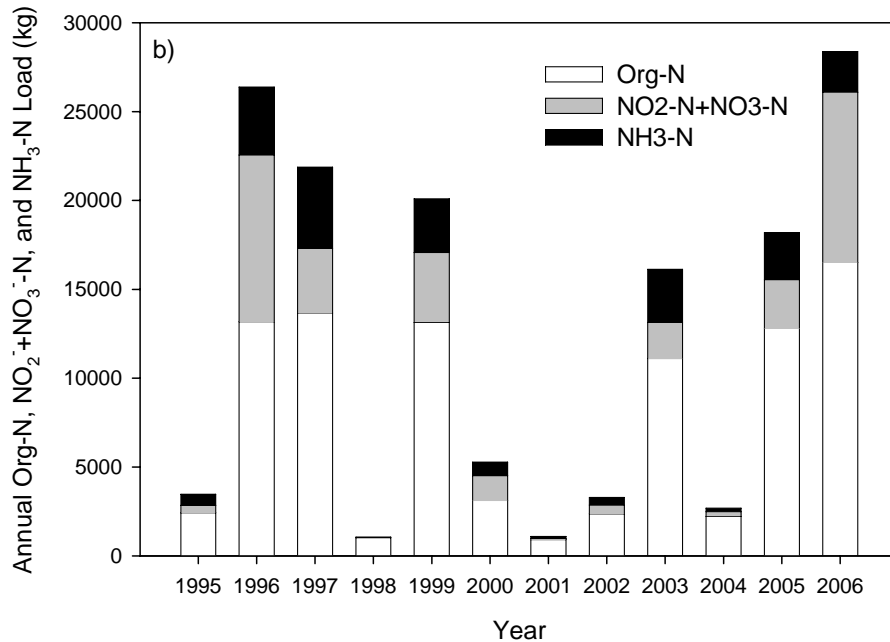 Annual Org-N, NO₂⁻+NO₃⁻-N, and NH₃-N Load (kg)
30000
25000
20000
15000
10000
5000
0
b)
Org-N
NO2-N+NO3-N
NH3-N
1995 1996 1997 1998 1999 2000 2001 2002 2003 2004 2005 2006
Year